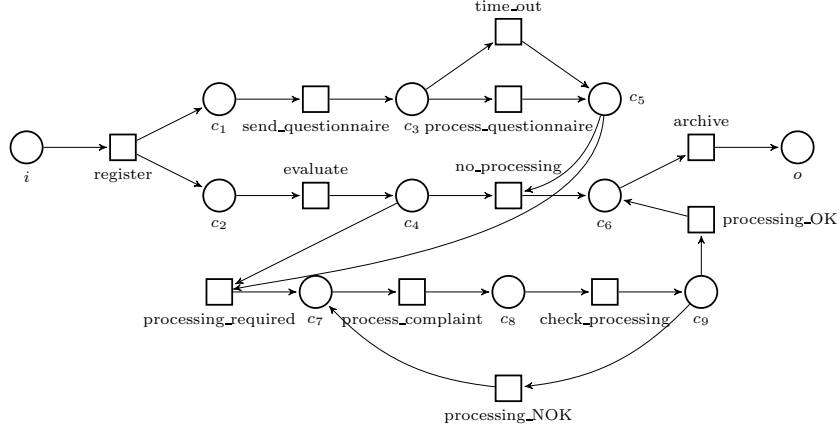 time_out
c5
c1
send_questionnaire
c3
process_questionnaire
archive
i
register
evaluate
no_processing
o
c2
c4
c6
processing_OK
processing_required
c7
process_complaint
c8
check_processing
c9
processing_NOK